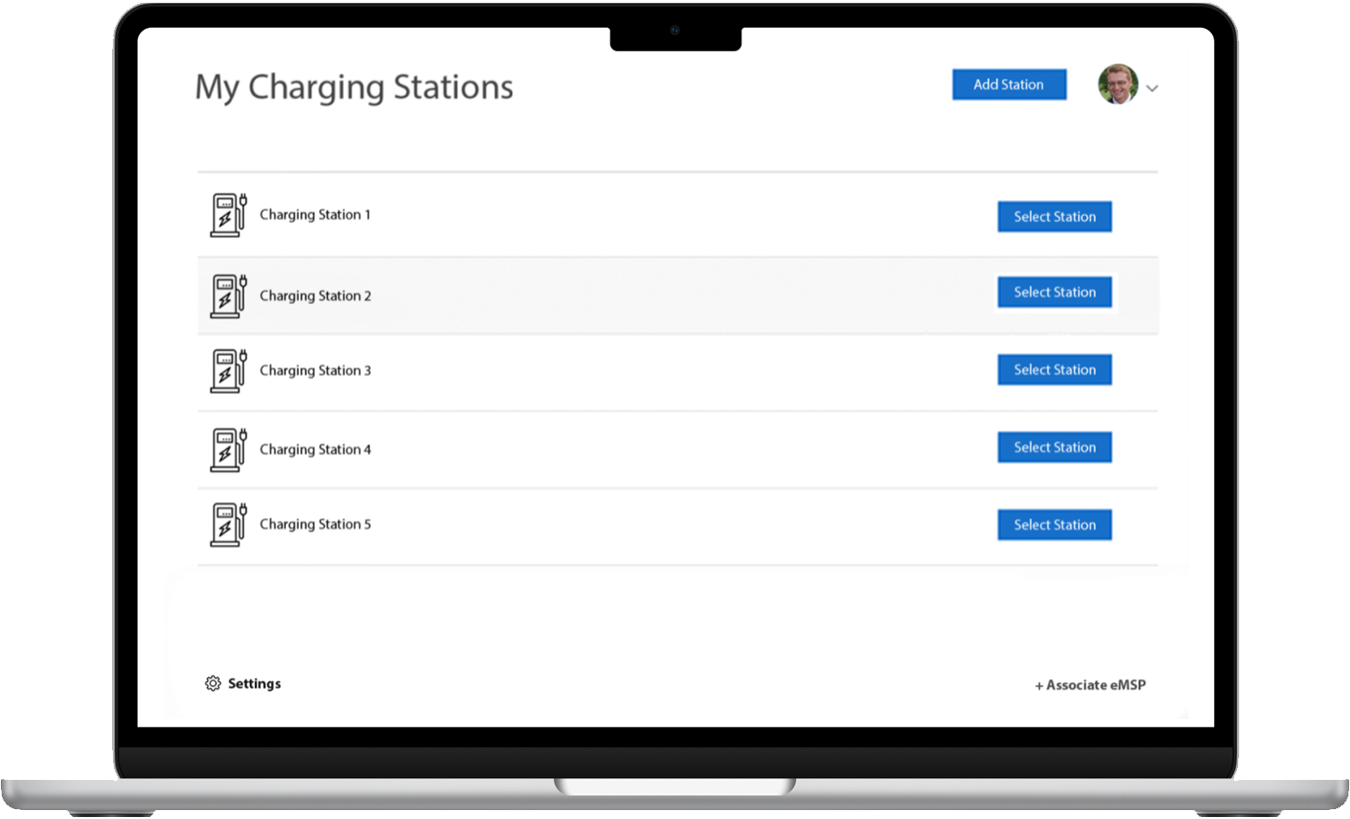 My Charging Stations
Add Station
Charging Station 1
Select Station
Charging Station 2
Select Station
Charging Station 3
Select Station
Charging Station 4
Select Station
Charging Station 5
Select Station
Settings
+ Associate eMSP